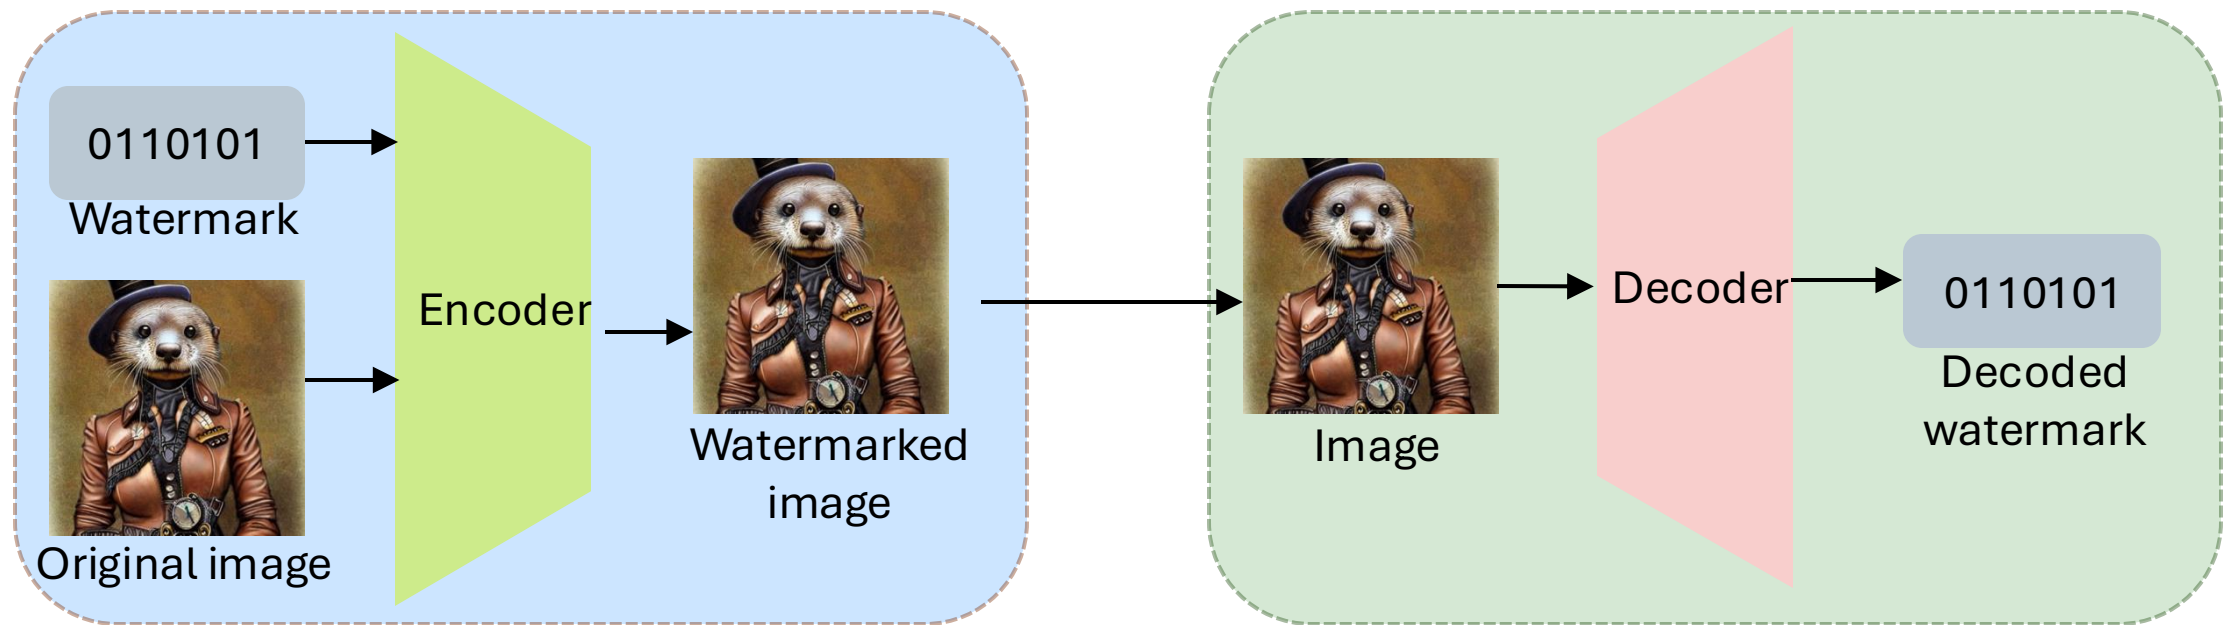 0110101
Watermark
Original image
Encoder
Watermarked
image
Image
Decoder
0110101
Decoded
watermark